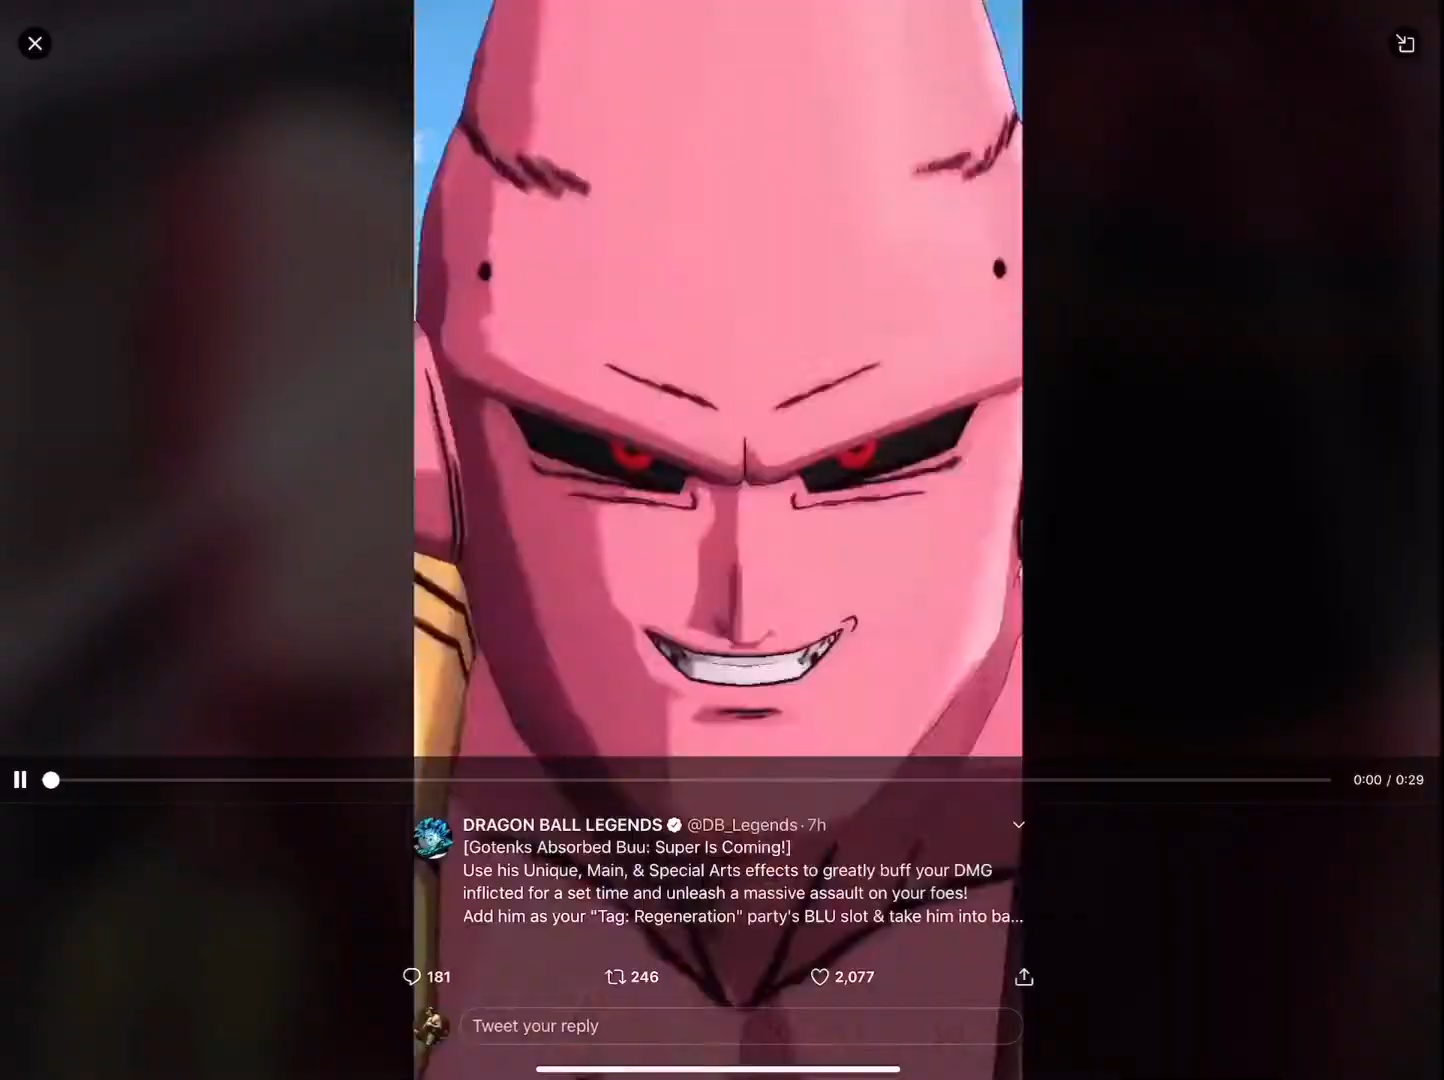 0:00 / 0:29
DRAGON BALL LEGENDS @DB_Legends · 7h
[Gotenks Absorbed Buu: Super Is Coming!]
Use his Unique, Main, & Special Arts effects to greatly buff your DMG
inflicted for a set time and unleash a massive assault on your foes!
Add him as your "Tag: Regeneration" party's BLU slot & take him into ba...
181 246 2,077
Tweet your reply